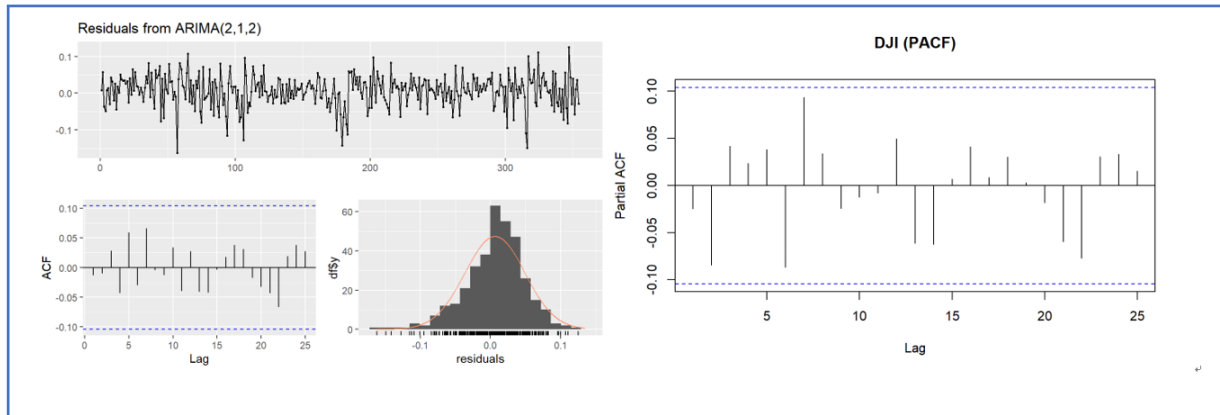 Residuals from ARIMA(2,1,2)
0.1
0.0
-0.1
0
100
200
300
ACF
0.10
0.05
0.00
-0.05
-0.10
0 5 10 15 20 25
Lag
df$y
60
40
20
0
-0.1 0.0 0.1
residuals
DJI (PACF)
Partial ACF
0.10
0.05
0.00
-0.05
-0.10
5 10 15 20 25
Lag